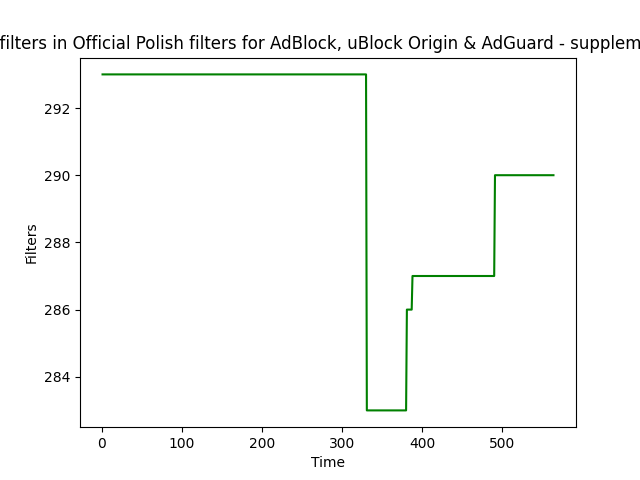 filters in Official Polish filters for AdBlock, uBlock Origin & AdGuard - supplem
292
290
288
286
284
Filters
0 100 200 300 400 500
Time